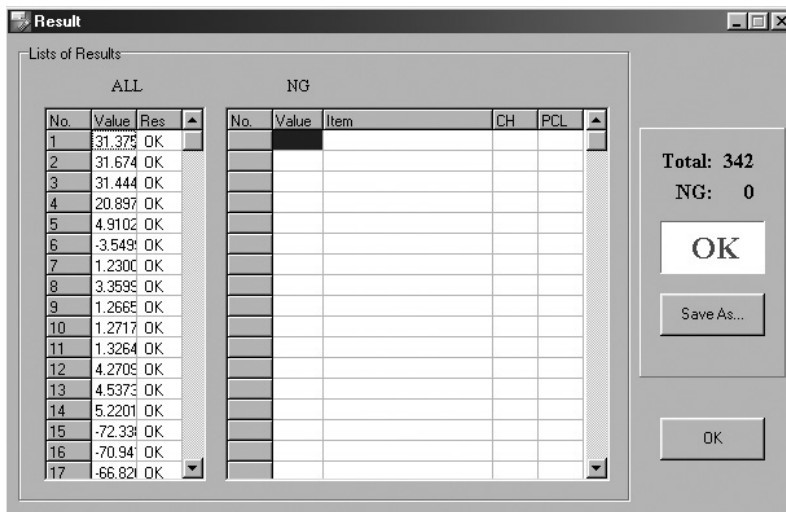 Result
Lists of Results
ALL NG
No. Value Res
1 31.375 OK
2 31.674 OK
3 31.444 OK
4 20.897 OK
5 4.9102 OK
6 -3.549 OK
7 1.2300 OK
8 3.3599 OK
9 1.2665 OK
10 1.2717 OK
11 1.3264 OK
12 4.2709 OK
13 4.5373 OK
14 5.2201 OK
15 -72.33 OK
16 -70.94 OK
17 -66.82 OK
No. Value Item CH PCL
Total: 342
NG: 0
OK
Save As...
OK